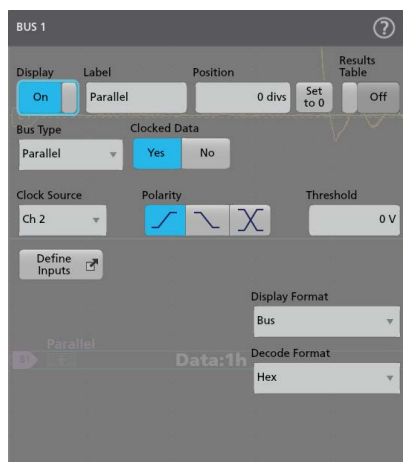 BUS 1
?
Display Label Position Results Table
On Parallel 0 divs Set to 0 Off
Bus Type Clocked Data
Parallel Yes No
Clock Source Polarity Threshold
Ch 2 0 V
Define Inputs
Display Format
Bus
Parallel
B1 Data:1h
Decode Format
Hex